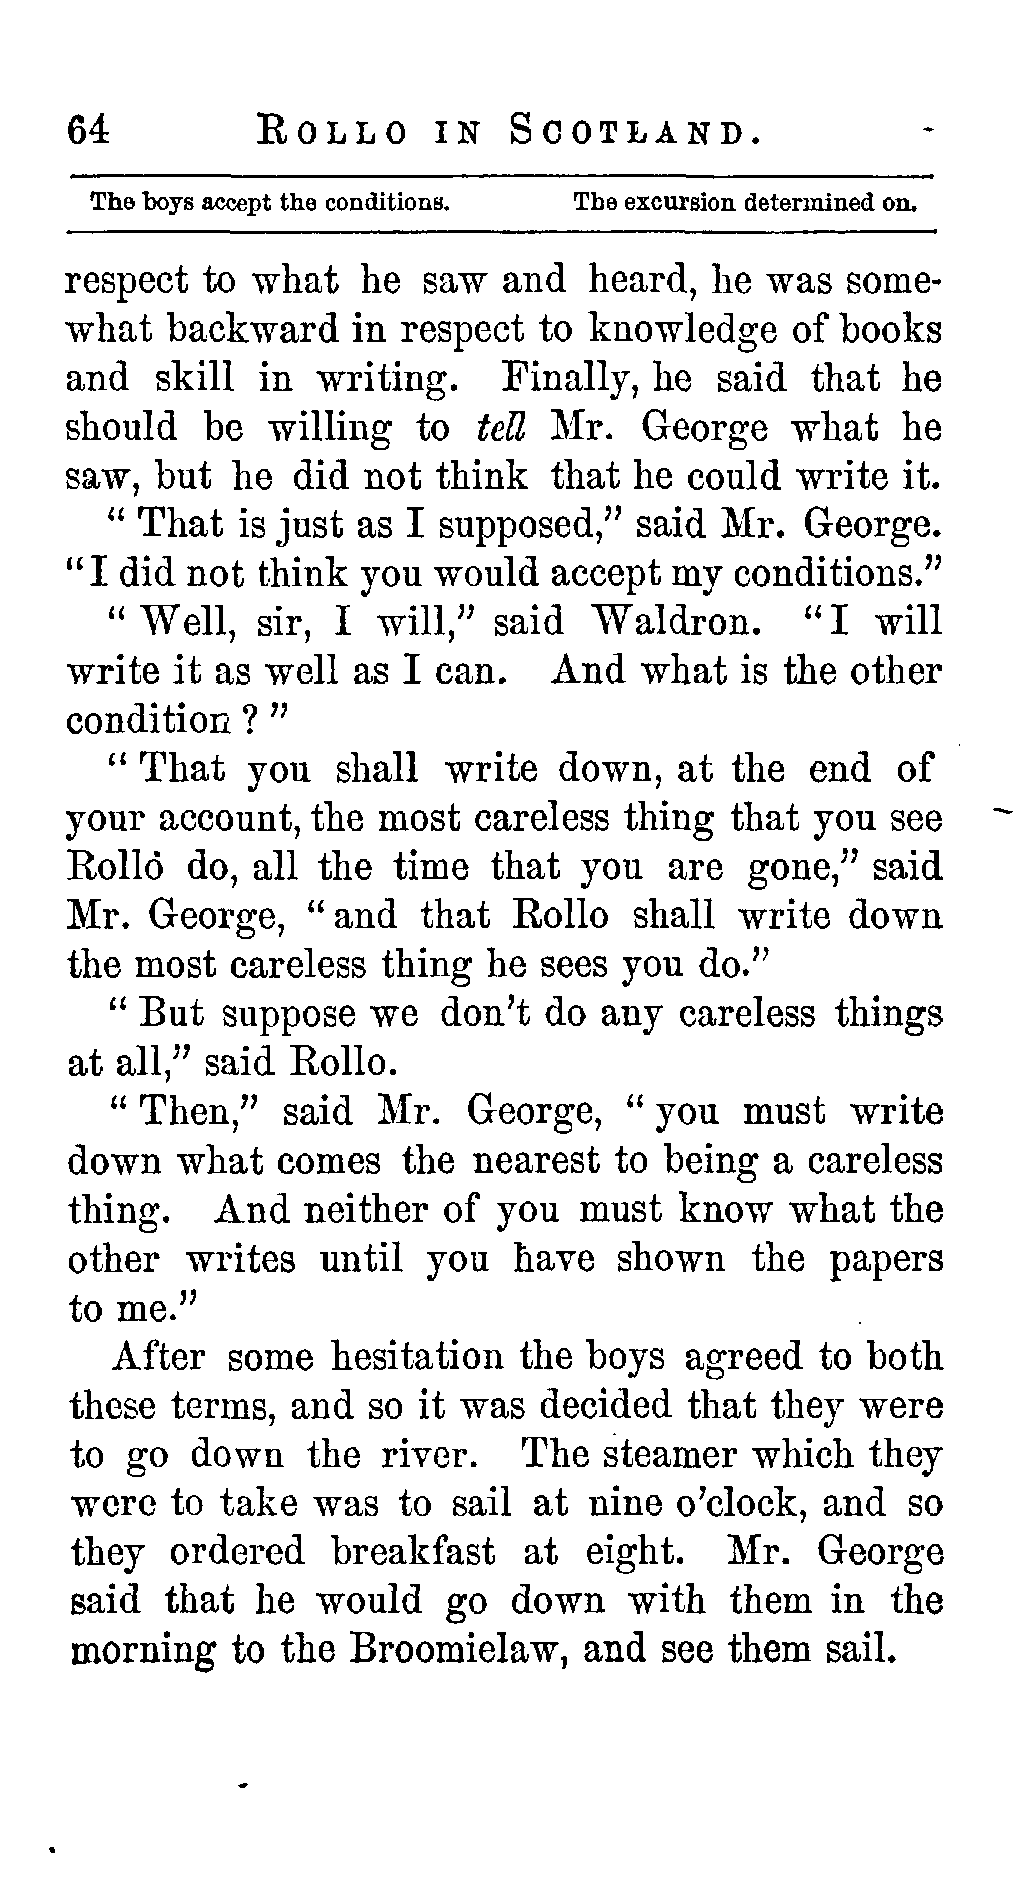 64 ROLLO IN SCOTLAND.
The boys accept the conditions. The excursion determined on.
respect to what he saw and heard, he was some-
what backward in respect to knowledge of books
and skill in writing. Finally, he said that he
should be willing to tell Mr. George what he
saw, but he did not think that he could write it.
“ That is just as I supposed,” said Mr. George.
“I did not think you would accept my conditions.”
“ Well, sir, I will,” said Waldron. “I will
write it as well as I can. And what is the other
condition ? ”
“ That you shall write down, at the end of
your account, the most careless thing that you see
Rollo do, all the time that you are gone,” said
Mr. George, “and that Rollo shall write down
the most careless thing he sees you do.”
“ But suppose we don’t do any careless things
at all,” said Rollo.
“ Then,” said Mr. George, “ you must write
down what comes the nearest to being a careless
thing. And neither of you must know what the
other writes until you have shown the papers
to me.”
After some hesitation the boys agreed to both
these terms, and so it was decided that they were
to go down the river. The steamer which they
were to take was to sail at nine o’clock, and so
they ordered breakfast at eight. Mr. George
said that he would go down with them in the
morning to the Broomielaw, and see them sail.